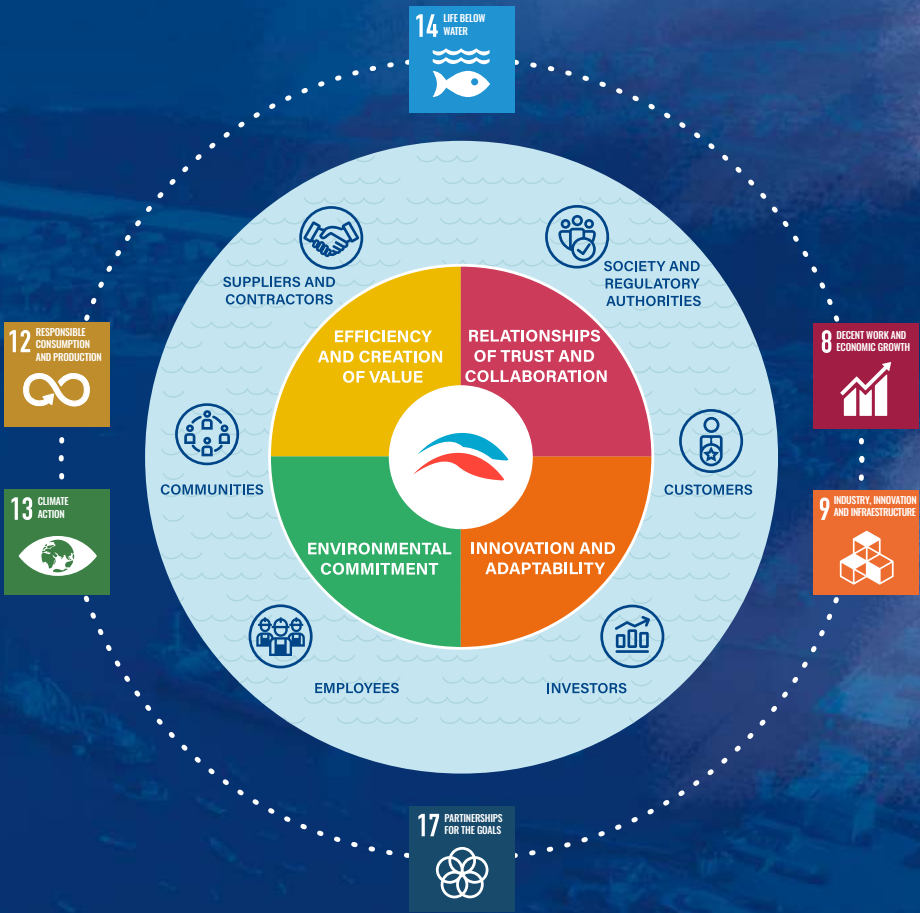 14 LIFE BELOW
WATER
SUPPLIERS AND
CONTRACTORS
SOCIETY AND
REGULATORY
AUTHORITIES
EFFICIENCY
AND CREATION
OF VALUE
RELATIONSHIPS
OF TRUST AND
COLLABORATION
12 RESPONSIBLE
CONSUMPTION
AND PRODUCTION
8 DECENT WORK AND
ECONOMIC GROWTH
COMMUNITIES
CUSTOMERS
13 CLIMATE
ACTION
9 INDUSTRY, INNOVATION
AND INFRAESTRUCTURE
ENVIRONMENTAL
COMMITMENT
INNOVATION AND
ADAPTABILITY
EMPLOYEES
INVESTORS
17 PARTINERSHIPS
FOR THE GOALS